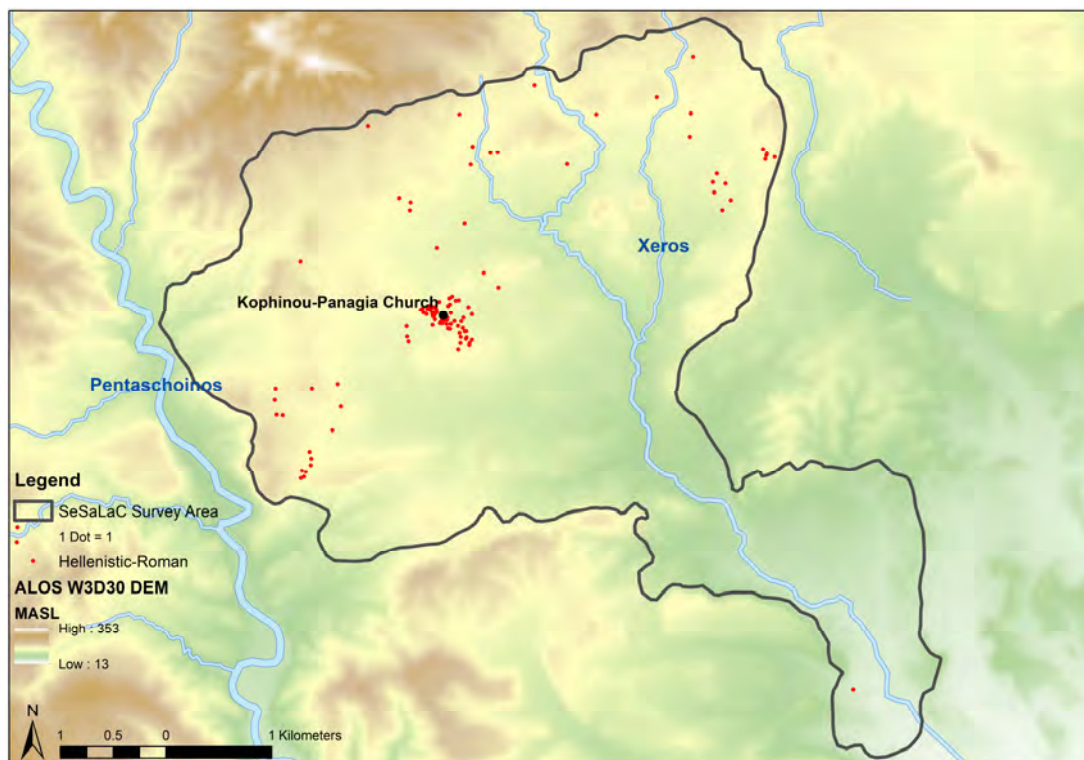 Xeros
Kophinou-Panagia Church
Pentaschoinos
Legend
SeSaLaC Survey Area
1 Dot = 1
Hellenistic-Roman
ALOS W3D30 DEM
MASL
High : 353
Low : 13
N
1 0.5 0 1 Kilometers